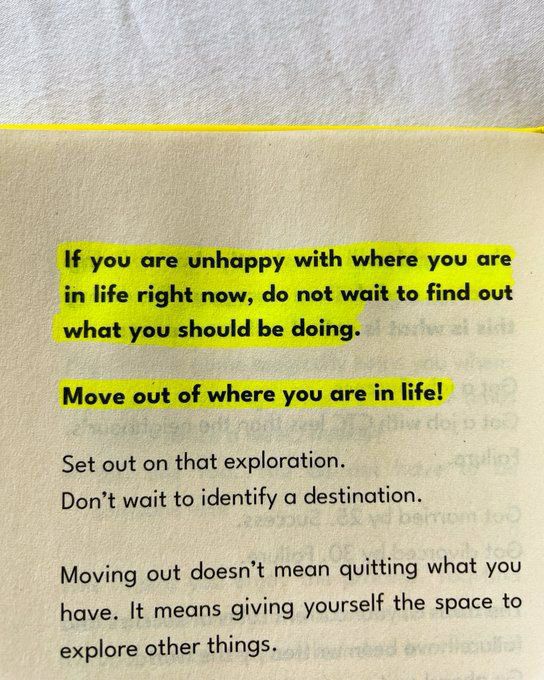 If you are unhappy with where you are
in life right now, do not wait to find out
what you should be doing.
Move out of where you are in life!
Set out on that exploration.
Don't wait to identify a destination.
Moving out doesn't mean quitting what you
have. It means giving yourself the space to
explore other things.